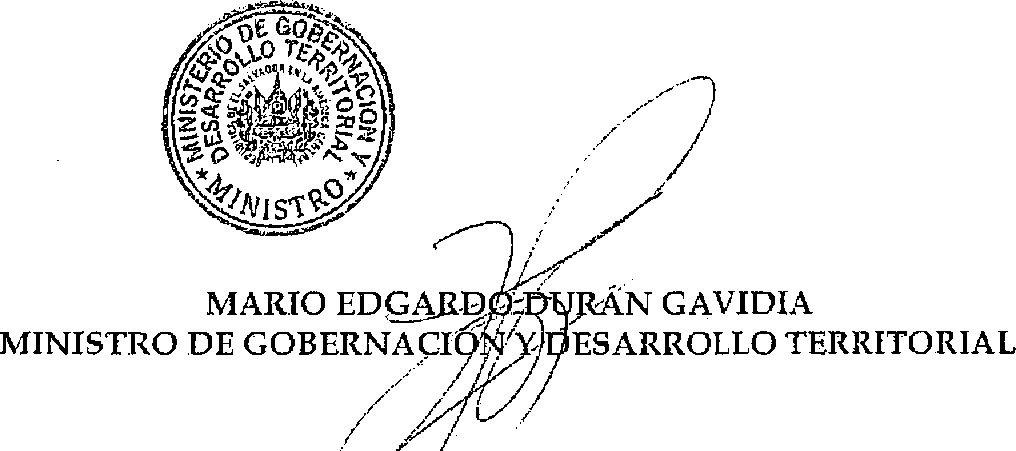 MINISTERIO DE GOBERNACION Y
DESARROLLO TERRITORIAL
* MINISTRO *
MARIO EDGARDO DURÁN GAVIDIA
MINISTRO DE GOBERNACIÓN Y DESARROLLO TERRITORIAL